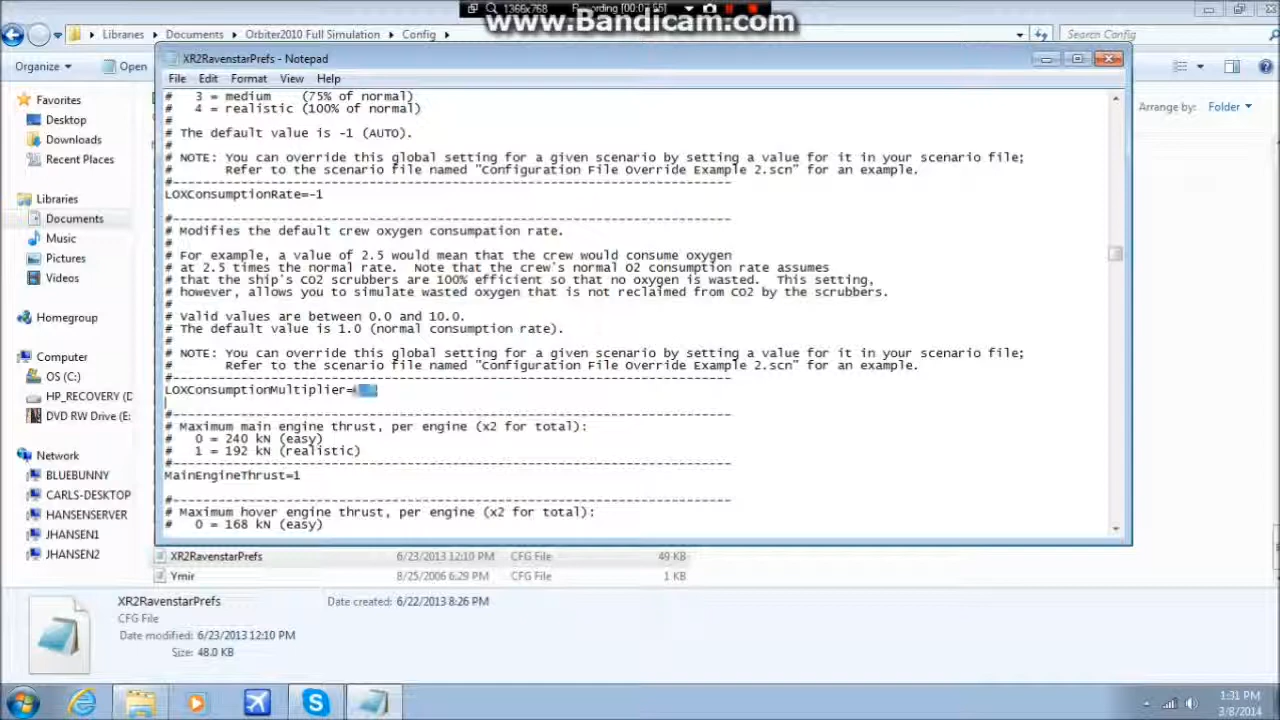 1366x768
Recording [00:07:55]
www.Bandicam.com
Libraries
Documents
Orbiter2010 Full Simulation
Config
Search Config
Organize
Open
Arrange by:
Folder
Favorites
Desktop
Downloads
Recent Places
Libraries
Documents
Music
Pictures
Videos
Homegroup
Computer
OS (C:)
HP_RECOVERY (D
DVD RW Drive (E:
Network
BLUEBUNNY
CARLS-DESKTOP
HANSENSERVER
JHANSEN1
JHANSEN2
XR2RavenstarPrefs - Notepad
File Edit Format View Help
# 3 = medium (75% of normal)
# 4 = realistic (100% of normal)
#
# The default value is -1 (AUTO).
#
# NOTE: You can override this global setting for a given scenario by setting a value for it in your scenario file;
# Refer to the scenario file named "Configuration File Override Example 2.scn" for an example.
#--------------------------------------------------------------------------
LOXConsumptionRate=-1
#--------------------------------------------------------------------------
# Modifies the default crew oxygen consumpation rate.
#
# For example, a value of 2.5 would mean that the crew would consume oxygen
# at 2.5 times the normal rate. Note that the crew's normal O2 consumption rate assumes
# that the ship's CO2 scrubbers are 100% efficient so that no oxygen is wasted. This setting,
# however, allows you to simulate wasted oxygen that is not reclaimed from CO2 by the scrubbers.
#
# Valid values are between 0.0 and 10.0.
# The default value is 1.0 (normal consumption rate).
#
# NOTE: You can override this global setting for a given scenario by setting a value for it in your scenario file;
# Refer to the scenario file named "Configuration File Override Example 2.scn" for an example.
#--------------------------------------------------------------------------
LOXConsumptionMultiplier=
#--------------------------------------------------------------------------
# Maximum main engine thrust, per engine (x2 for total):
# 0 = 240 kN (easy)
# 1 = 192 kN (realistic)
#--------------------------------------------------------------------------
MainEngineThrust=1
#--------------------------------------------------------------------------
# Maximum hover engine thrust, per engine (x2 for total):
# 0 = 168 kN (easy)
XR2RavenstarPrefs 6/23/2013 12:10 PM CFG File 49 KB
Ymir 8/25/2006 6:29 PM CFG File 1 KB
XR2RavenstarPrefs Date created: 6/22/2013 8:26 PM
CFG File
Date modified: 6/23/2013 12:10 PM
Size: 48.0 KB
1:31 PM
3/8/2014